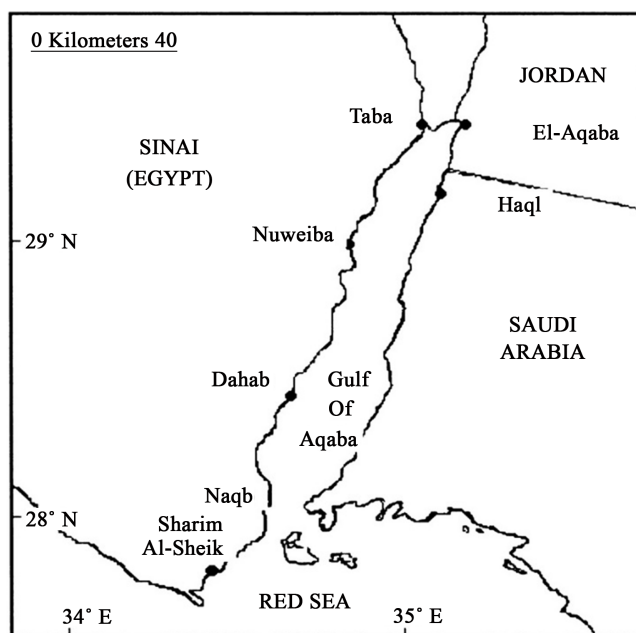 0 Kilometers 40
JORDAN
Taba
El-Aqaba
SINAI
(EGYPT)
Haql
Nuweiba
29° N
SAUDI
ARABIA
Dahab
Gulf
Of
Aqaba
Naqb
28° N
Sharim
Al-Sheik
RED SEA
34° E
35° E